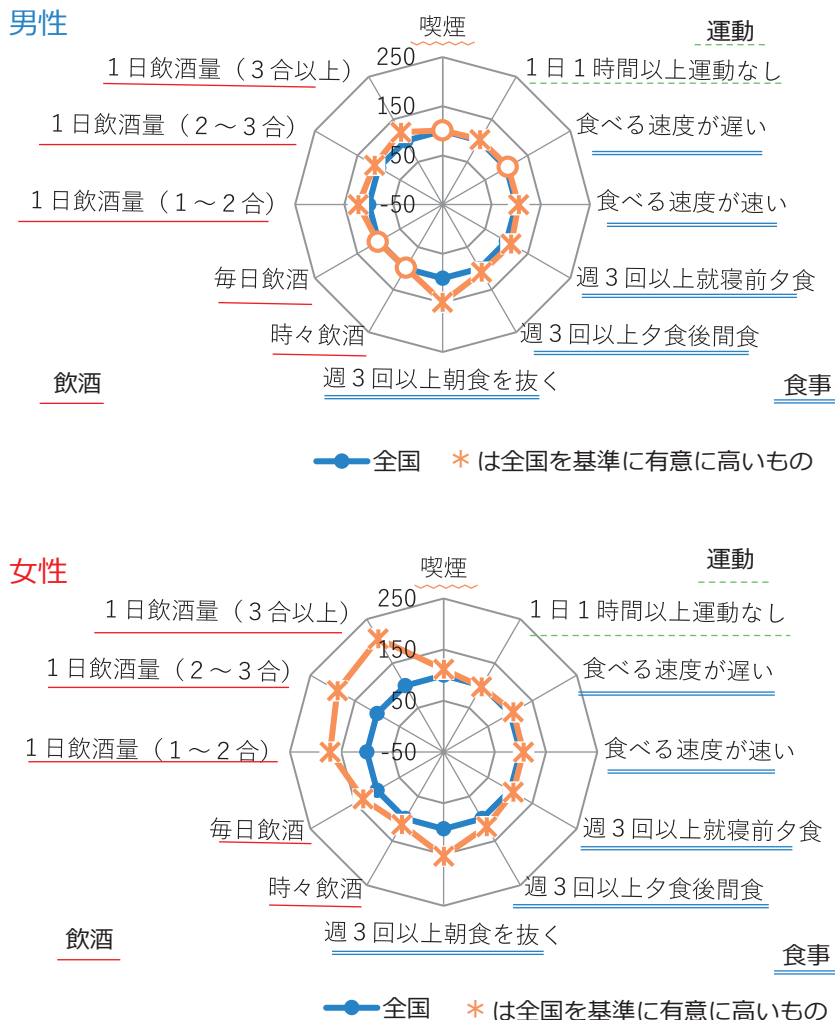 男性
喫煙
運動
250
１日飲酒量（３合以上）
１日１時間以上運動なし
150
１日飲酒量（２～３合）
食べる速度が遅い
50
１日飲酒量（１～２合）
-50
食べる速度が速い
毎日飲酒
週３回以上就寝前夕食
時々飲酒
週３回以上夕食後間食
週３回以上朝食を抜く
飲酒
食事
全国
＊は全国を基準に有意に高いもの
女性
喫煙
運動
250
１日飲酒量（３合以上）
１日１時間以上運動なし
150
１日飲酒量（２～３合）
食べる速度が遅い
50
１日飲酒量（１～２合）
-50
食べる速度が速い
毎日飲酒
週３回以上就寝前夕食
時々飲酒
週３回以上夕食後間食
週３回以上朝食を抜く
飲酒
食事
全国
＊は全国を基準に有意に高いもの